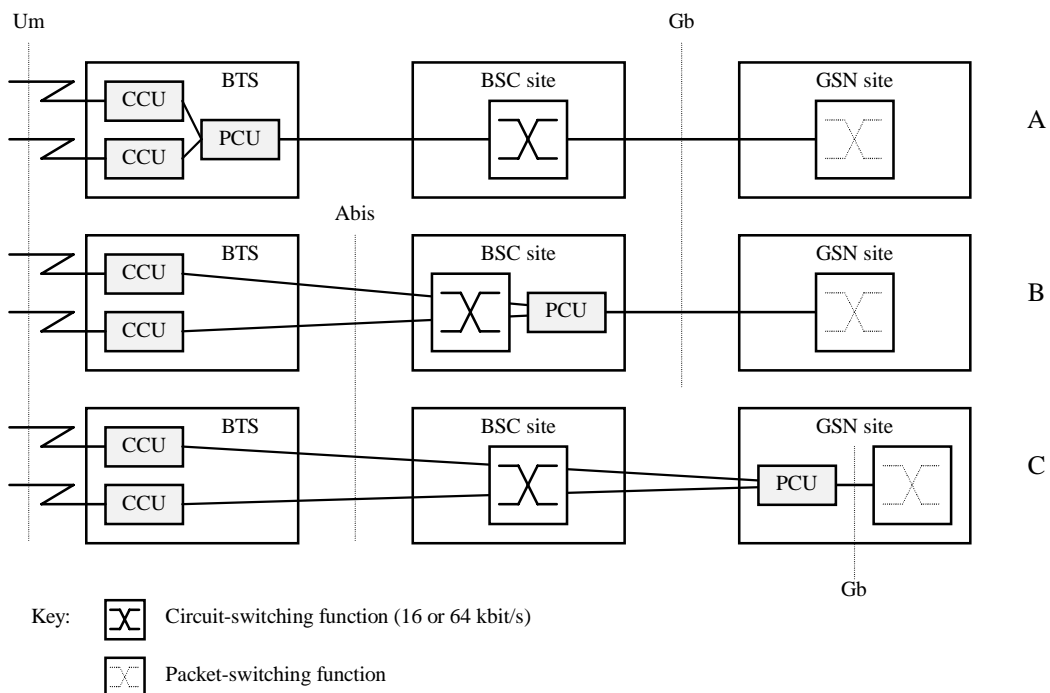 Um
Gb
BTS
BSC site
GSN site
CCU
CCU
PCU
A
Abis
BTS
BSC site
GSN site
CCU
CCU
PCU
B
BTS
BSC site
GSN site
CCU
CCU
PCU
C
Gb
Key:
Circuit-switching function (16 or 64 kbit/s)
Packet-switching function